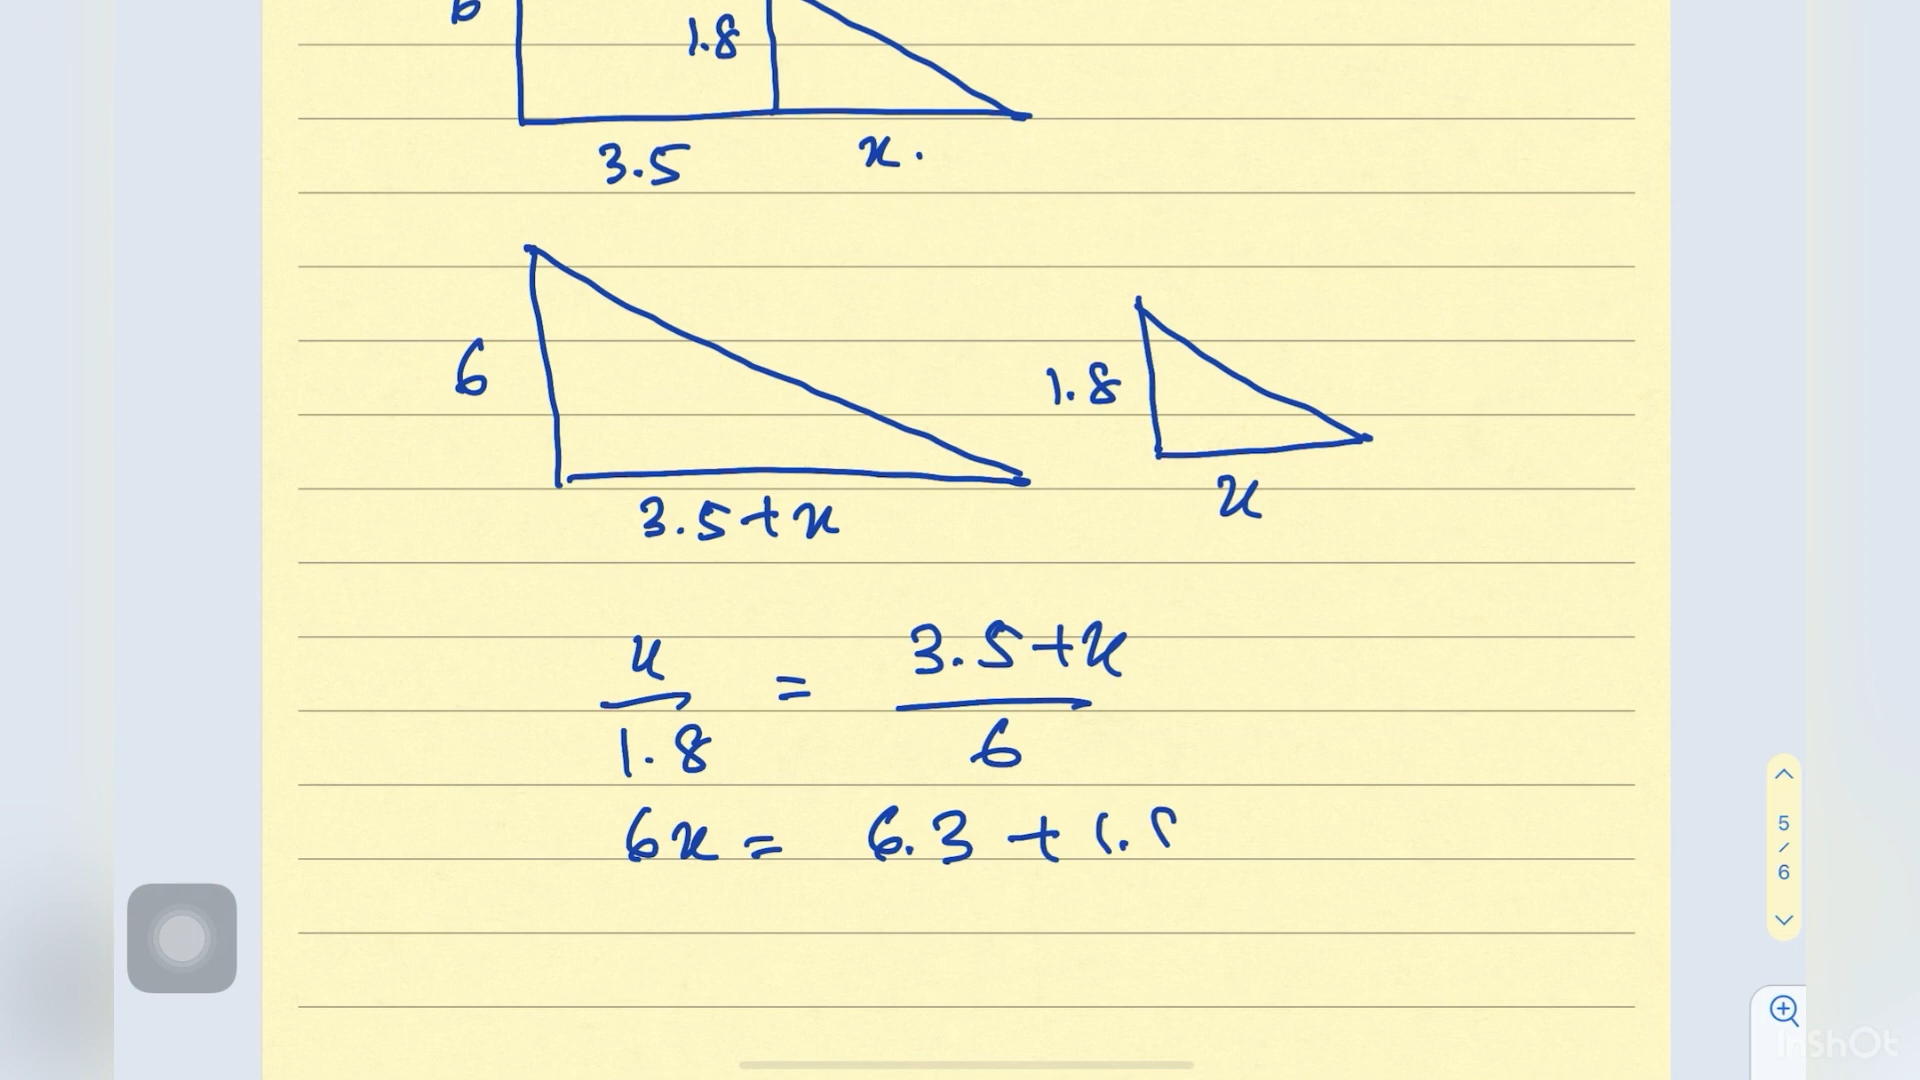 6 1.8
3.5 x.
6 1.8
3.5+x x
x/1.8 = 3.5+x/6
6x = 6.3 + 1.
5/6
InShOt